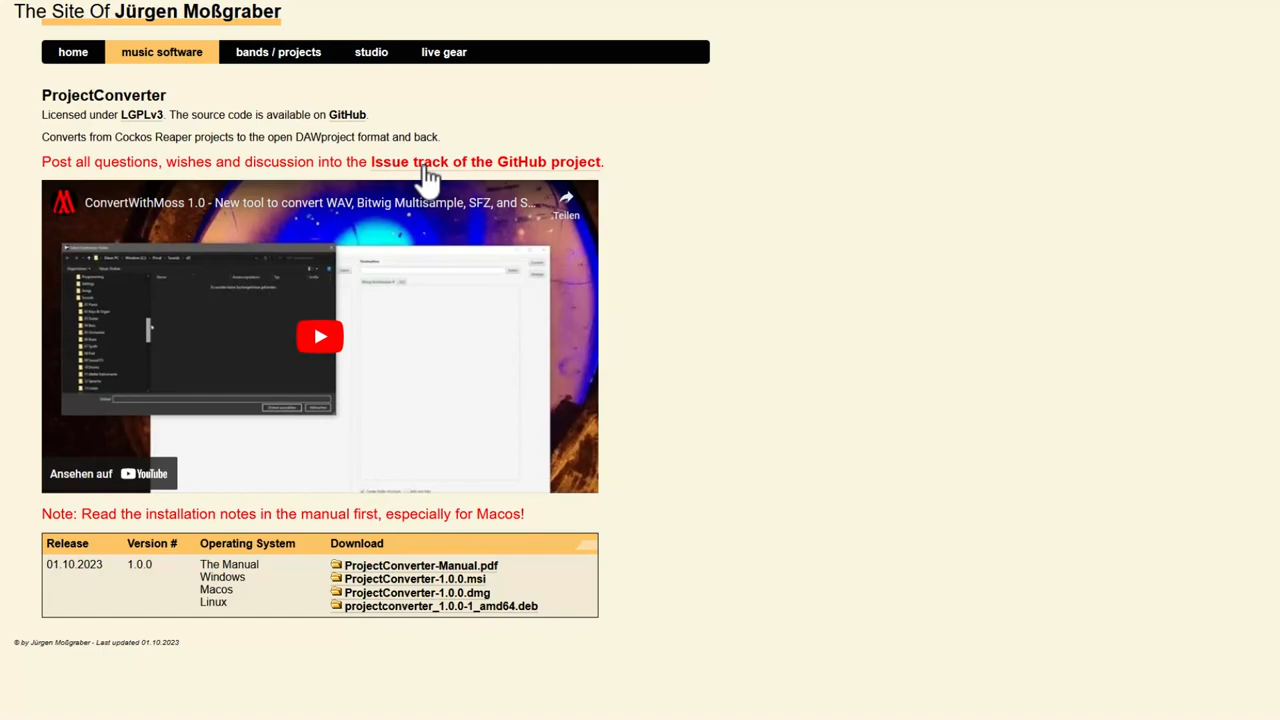 The Site Of Jürgen Moßgraber
home music software bands / projects studio live gear
ProjectConverter
Licensed under LGPLv3. The source code is available on GitHub.
Converts from Cockos Reaper projects to the open DAWproject format and back.
Post all questions, wishes and discussion into the Issue track of the GitHub project.
ConvertWithMoss 1.0 - New tool to convert WAV, Bitwig Multisample, SFZ, and S...
Teilen
Ansehen auf YouTube
Note: Read the installation notes in the manual first, especially for Macos!
Release Version # Operating System Download
01.10.2023 1.0.0 The Manual ProjectConverter-Manual.pdf
Windows ProjectConverter-1.0.0.msi
Macos ProjectConverter-1.0.0.dmg
Linux projectconverter_1.0.0-1_amd64.deb
© by Jürgen Moßgraber - Last updated 01.10.2023